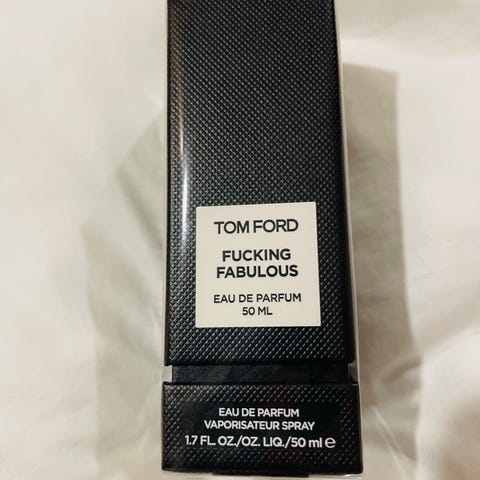 TOM FORD
FUCKING
FABULOUS
EAU DE PARFUM
50 ML
EAU DE PARFUM
VAPORISATEUR SPRAY
1.7 FL. OZ./OZ. LIQ./50 ml ℮